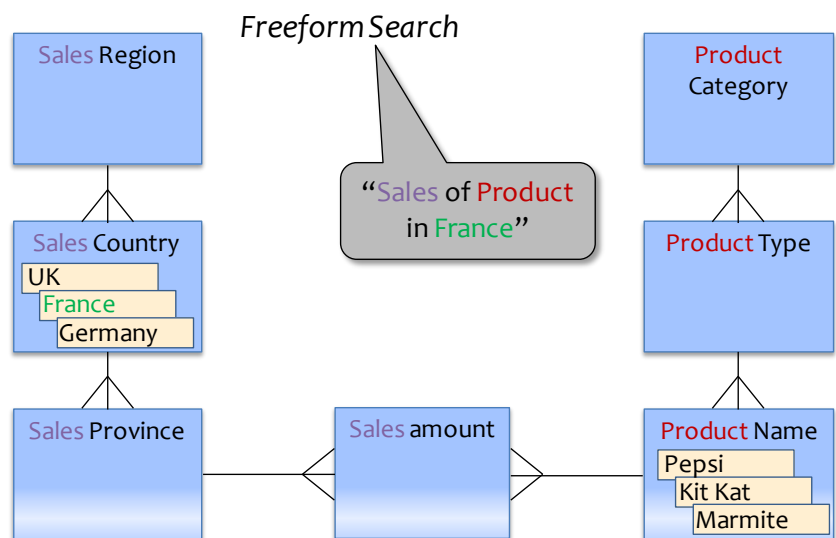 Freeform Search
Sales Region
Product
Category
“Sales of Product
in France”
Sales Country
UK
France
Germany
Product Type
Sales Province
Sales amount
Product Name
Pepsi
Kit Kat
Marmite